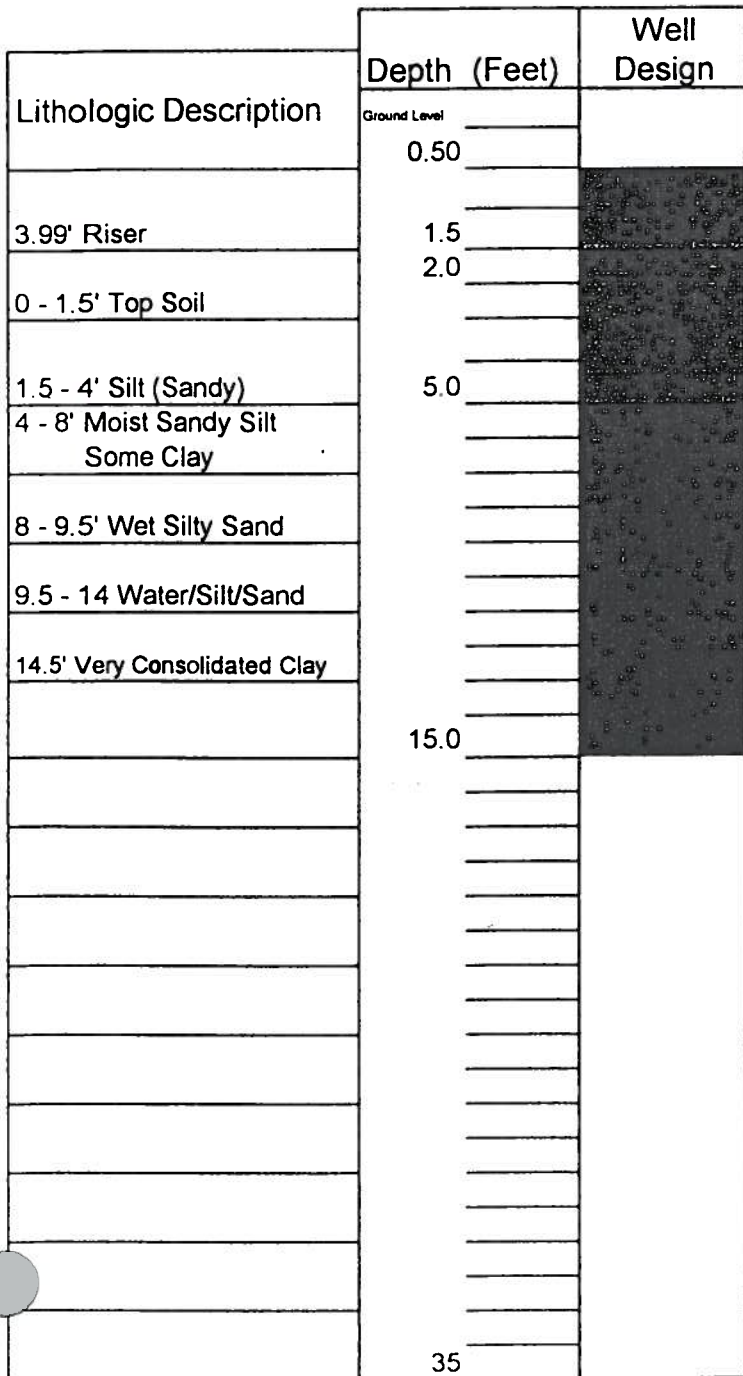 Lithologic Description
Depth (Feet)
Well
Design
Ground Level
0.50
3.99' Riser
1.5
2.0
0 - 1.5' Top Soil
1.5 - 4' Silt (Sandy)
5.0
4 - 8' Moist Sandy Silt
Some Clay
8 - 9.5' Wet Silty Sand
9.5 - 14 Water/Silt/Sand
14.5' Very Consolidated Clay
15.0
35